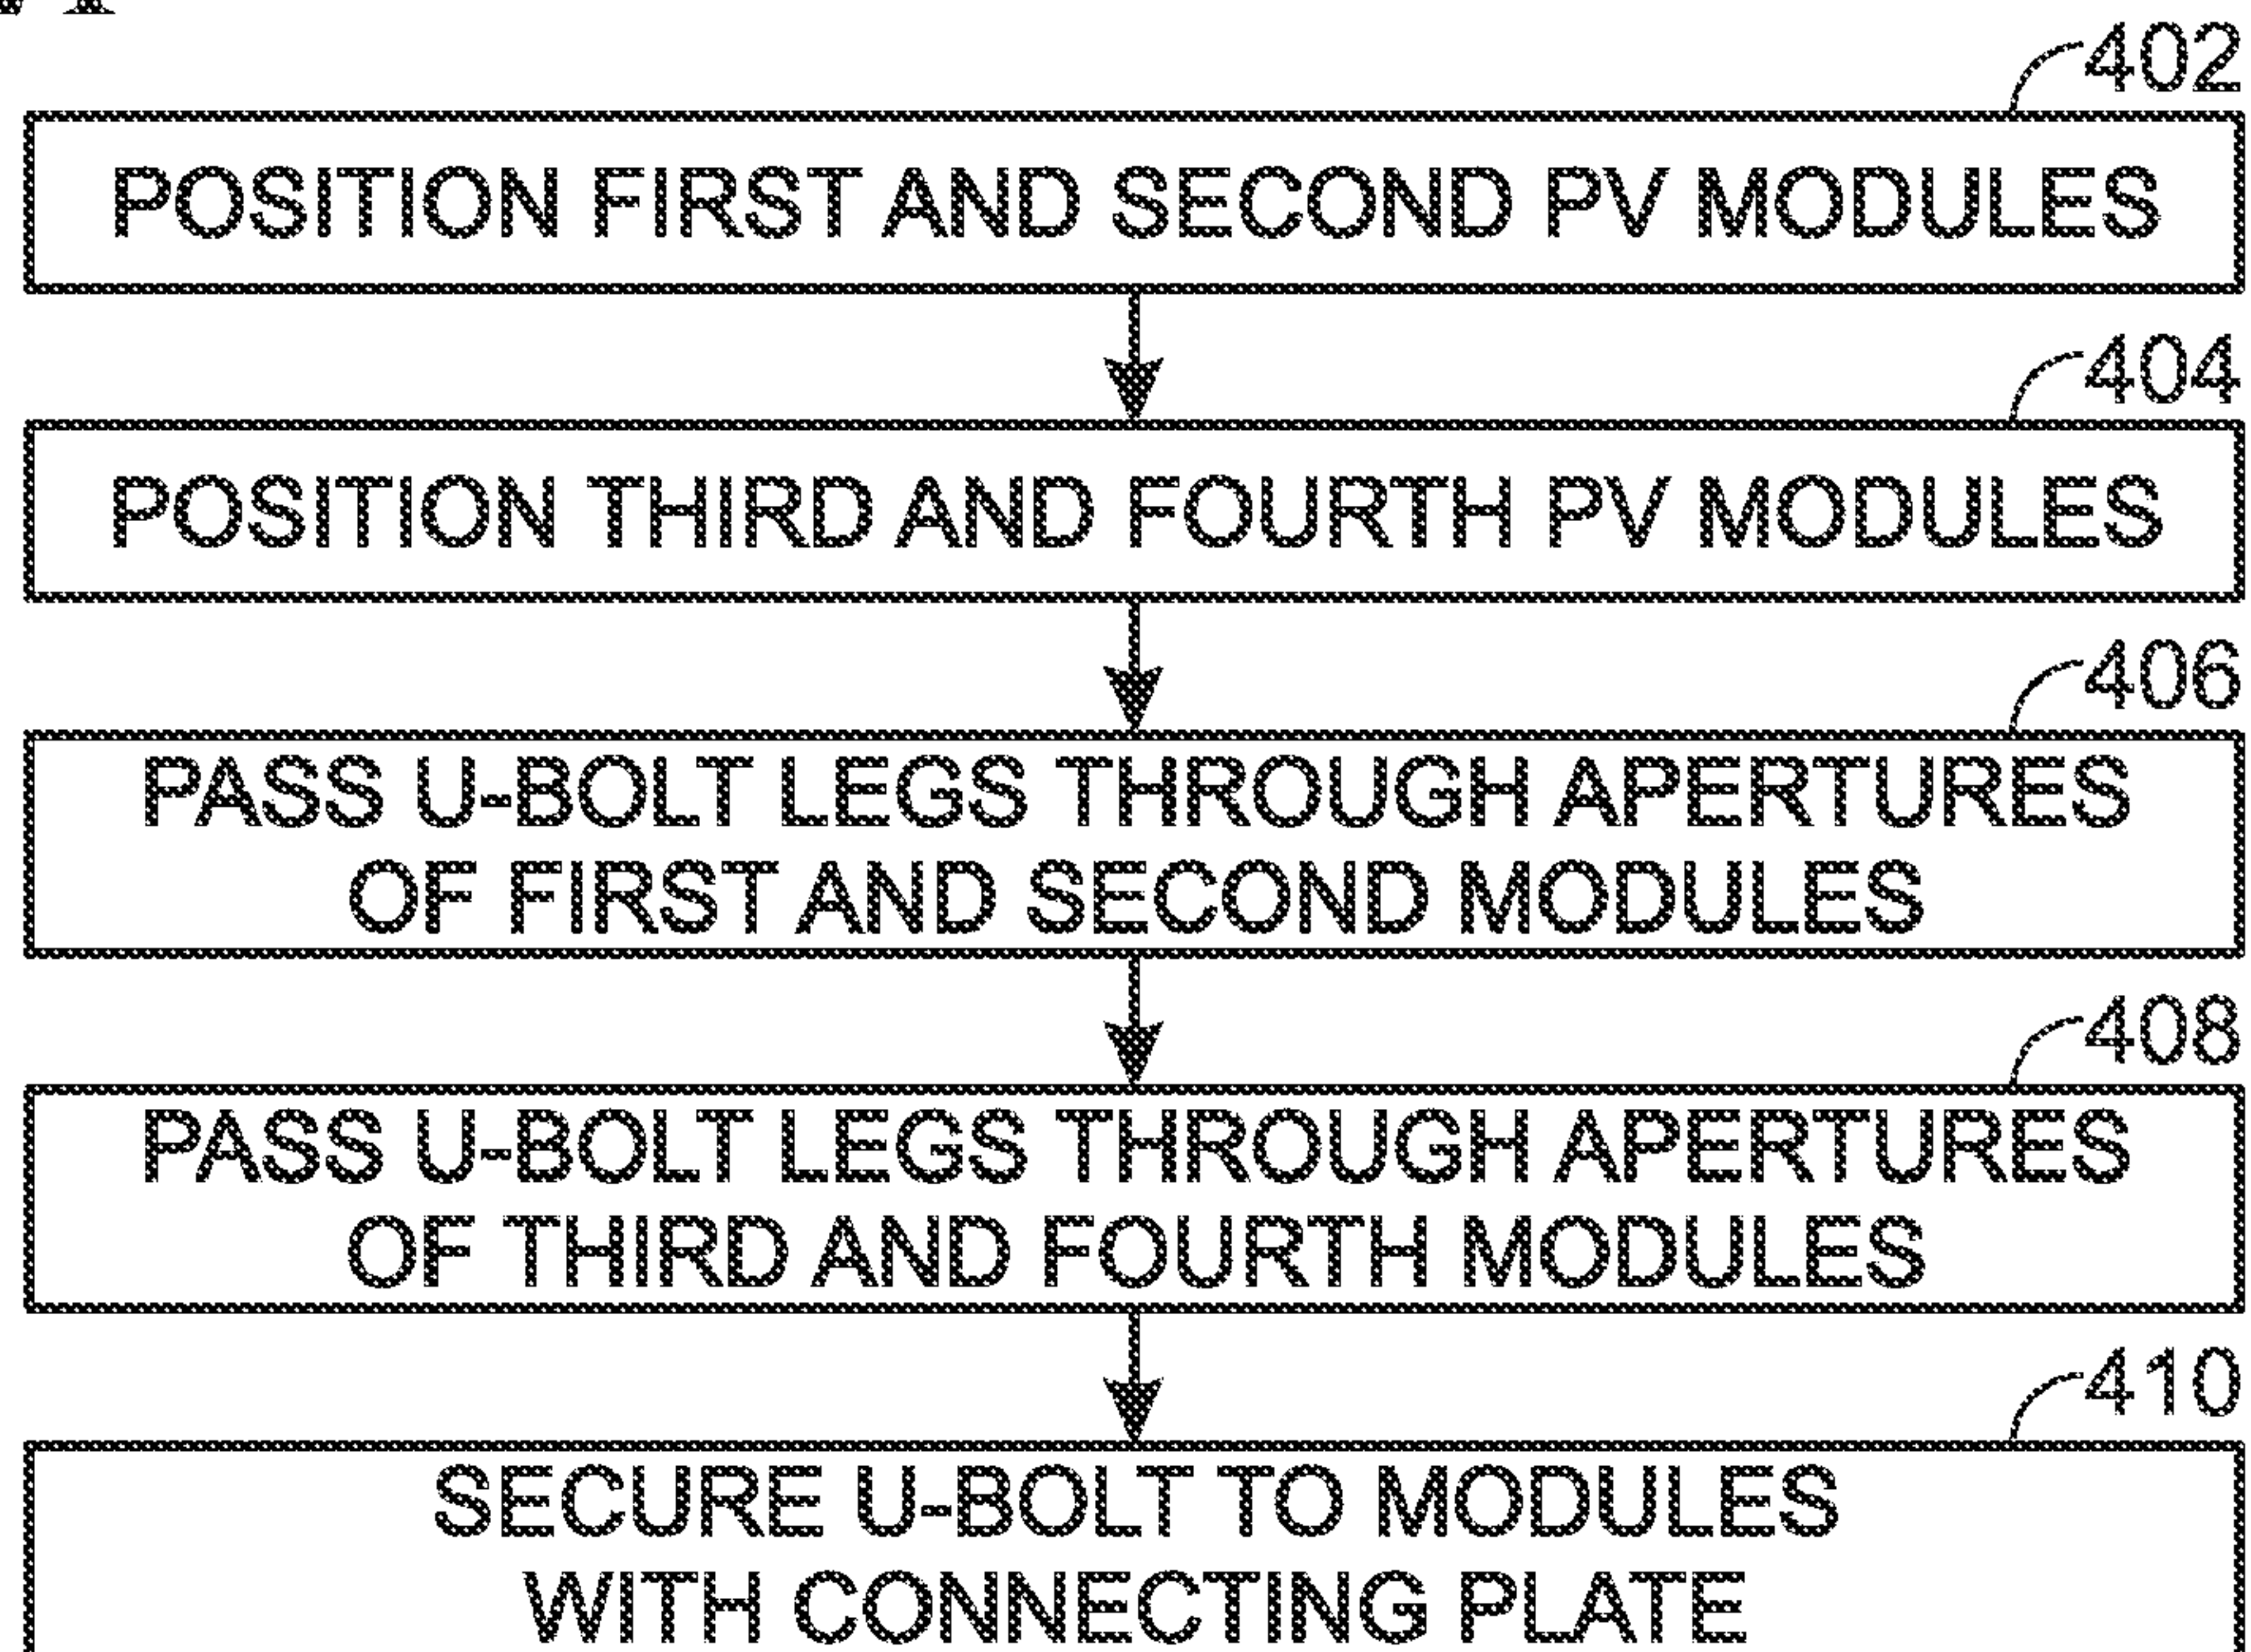 402
POSITION FIRST AND SECOND PV MODULES
404
POSITION THIRD AND FOURTH PV MODULES
406
PASS U-BOLT LEGS THROUGH APERTURES
OF FIRST AND SECOND MODULES
408
PASS U-BOLT LEGS THROUGH APERTURES
OF THIRD AND FOURTH MODULES
410
SECURE U-BOLT TO MODULES
WITH CONNECTING PLATE